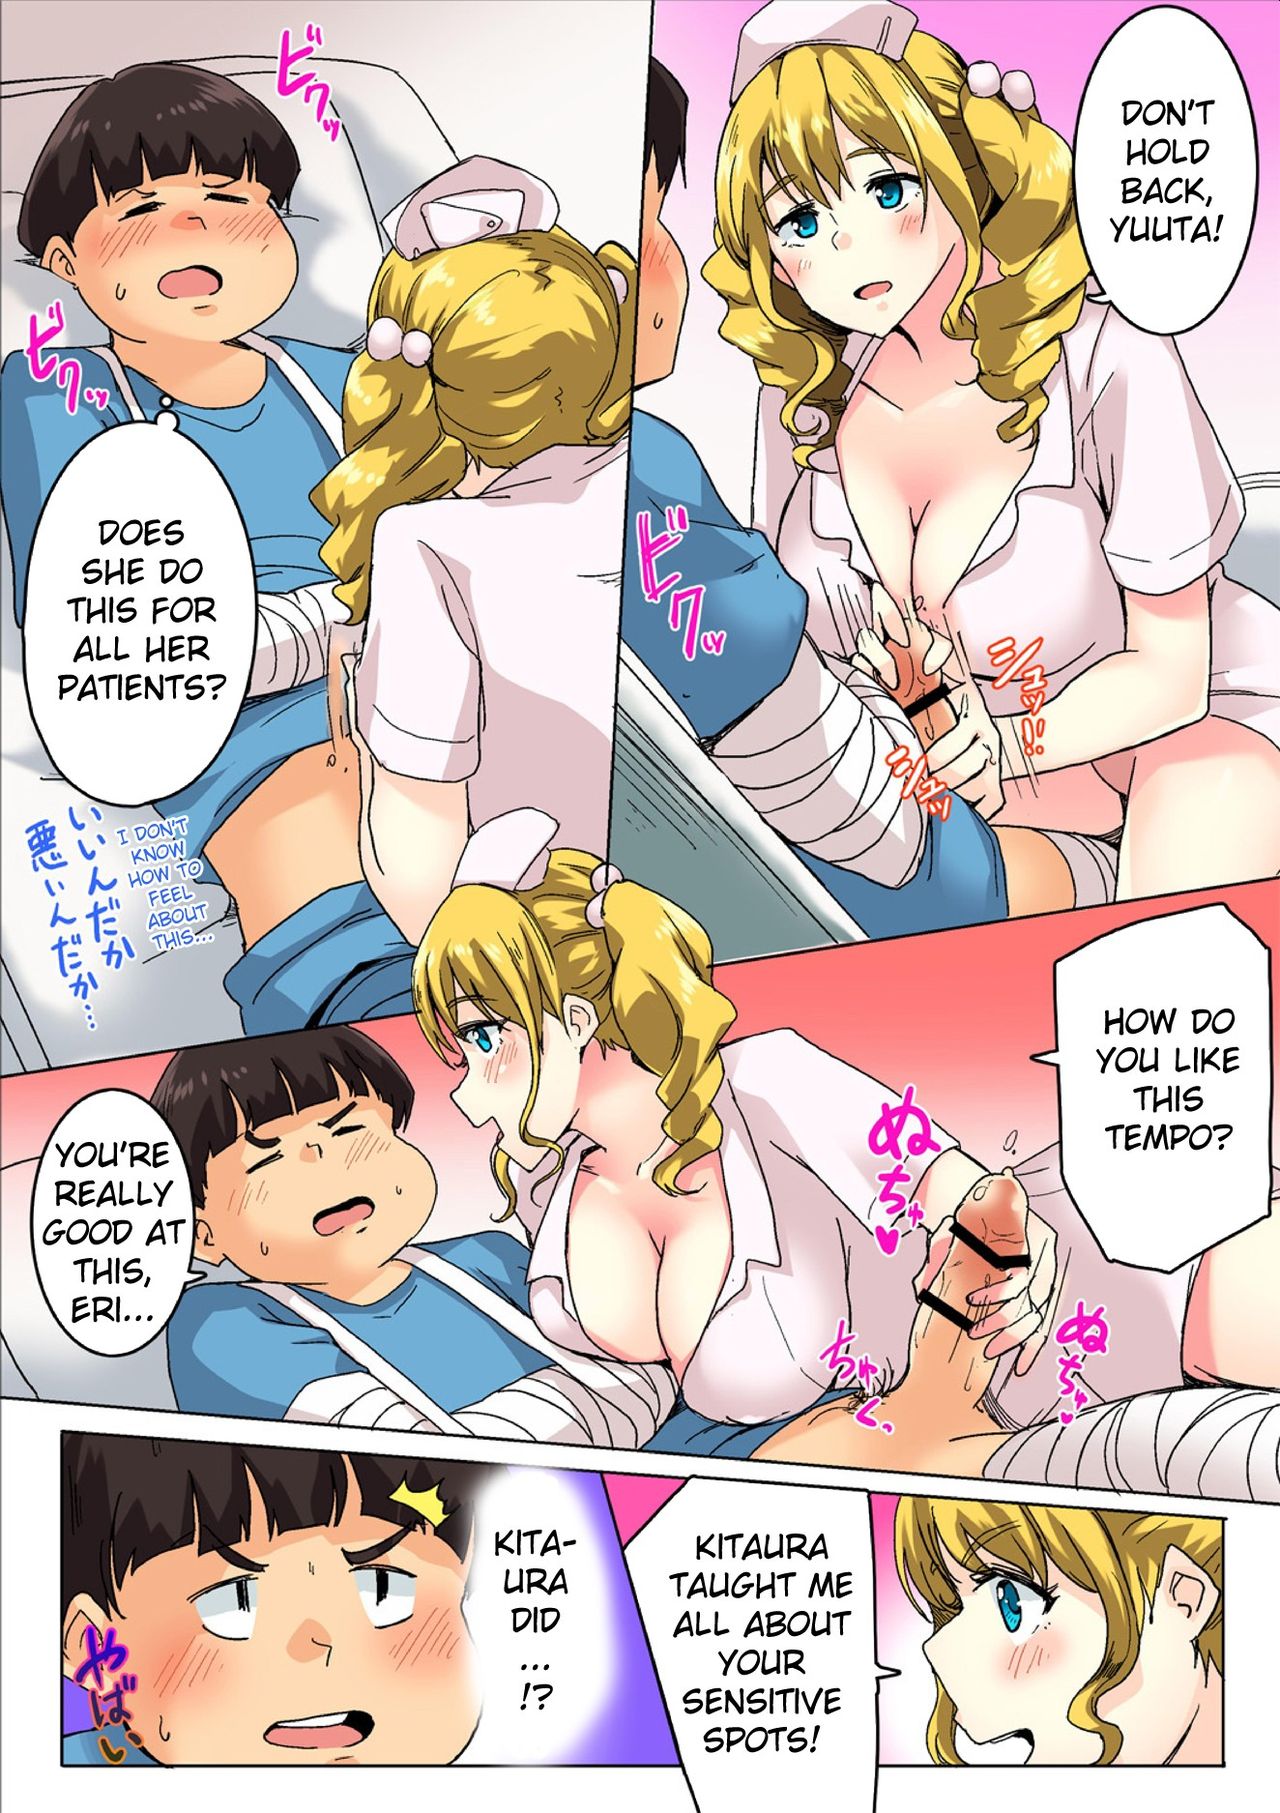 DON'T
HOLD
BACK,
YUUTA!
ビクッ
シュッ!!
シュッ
ビクッ
ビクッ
DOES
SHE DO
THIS FOR
ALL HER
PATIENTS?
いいんだか
悪いんだか…
I DON'T
KNOW
HOW TO
FEEL
ABOUT
THIS...
HOW DO
YOU LIKE
THIS
TEMPO?
ぬちゅ♥
ぬちゅ♥
ちゅく、
YOU'RE
REALLY
GOOD AT
THIS,
ERI...
KITAURA
TAUGHT ME
ALL ABOUT
YOUR
SENSITIVE
SPOTS!
KITA-
URA
DID
...
!?
やばい